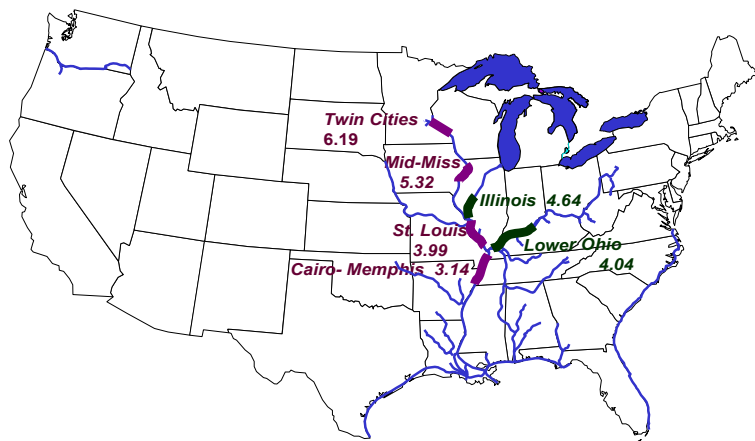 Twin Cities
6.19
Mid-Miss
5.32
Illinois 4.64
St. Louis
3.99
Lower Ohio
4.04
Cairo- Memphis 3.14